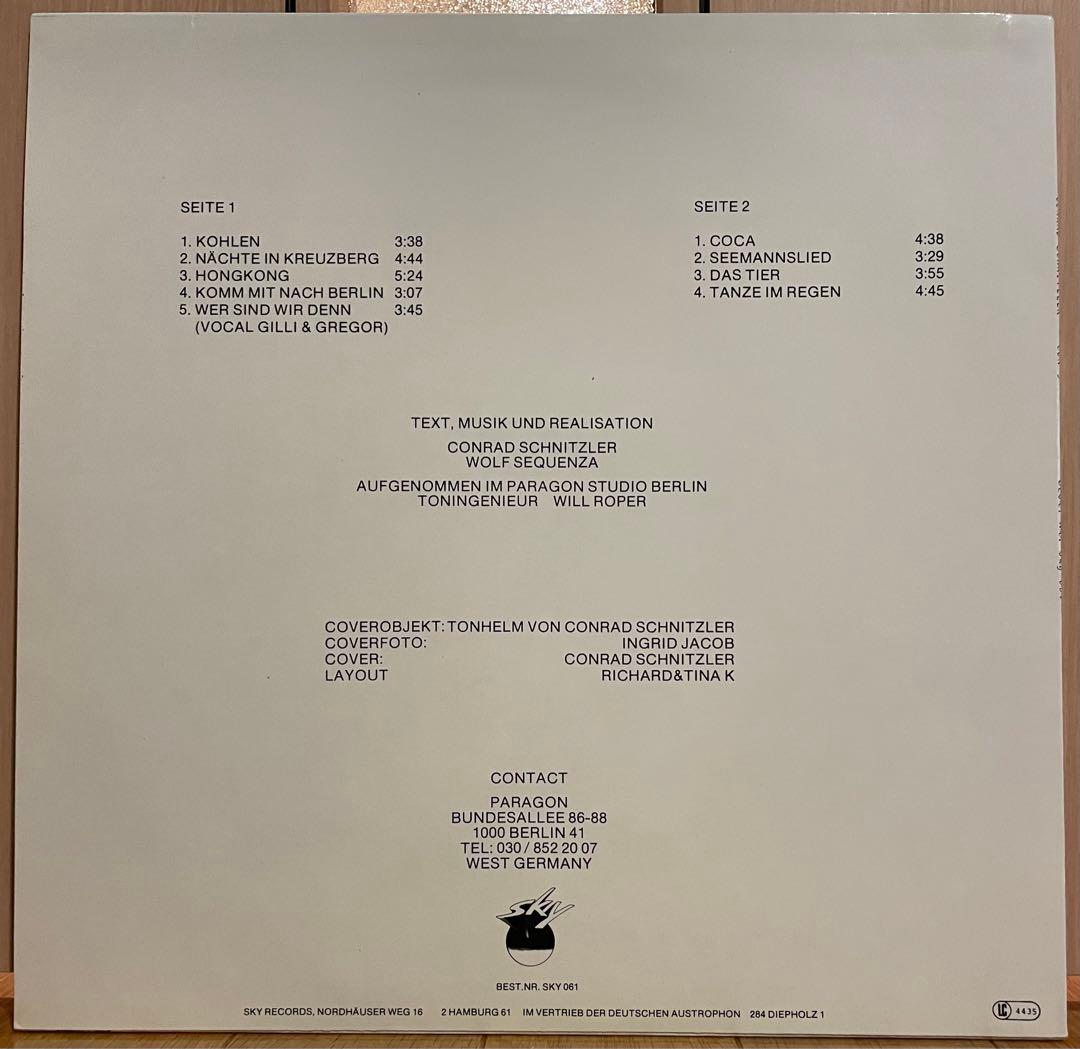 SEITE 1
1. KOHLEN 3:38
2. NÄCHTE IN KREUZBERG 4:44
3. HONGKONG 5:24
4. KOMM MIT NACH BERLIN 3:07
5. WER SIND WIR DENN 3:45
(VOCAL GILLI & GREGOR)
SEITE 2
1. COCA 4:38
2. SEEMANNSLIED 3:29
3. DAS TIER 3:55
4. TANZE IM REGEN 4:45
TEXT, MUSIK UND REALISATION
CONRAD SCHNITZLER
WOLF SEQUENZA
AUFGENOMMEN IM PARAGON STUDIO BERLIN
TONINGENIEUR WILL ROPER
COVEROBJEKT: TONHELM VON CONRAD SCHNITZLER
COVERFOTO: INGRID JACOB
COVER: CONRAD SCHNITZLER
LAYOUT RICHARD&TINA K
CONTACT
PARAGON
BUNDESALLEE 86-88
1000 BERLIN 41
TEL: 030 / 852 20 07
WEST GERMANY
sky
BEST.NR. SKY 061
SKY RECORDS, NORDHÄUSER WEG 16 2 HAMBURG 61 IM VERTRIEB DER DEUTSCHEN AUSTROPHON 284 DIEPHOLZ 1
LC 4435